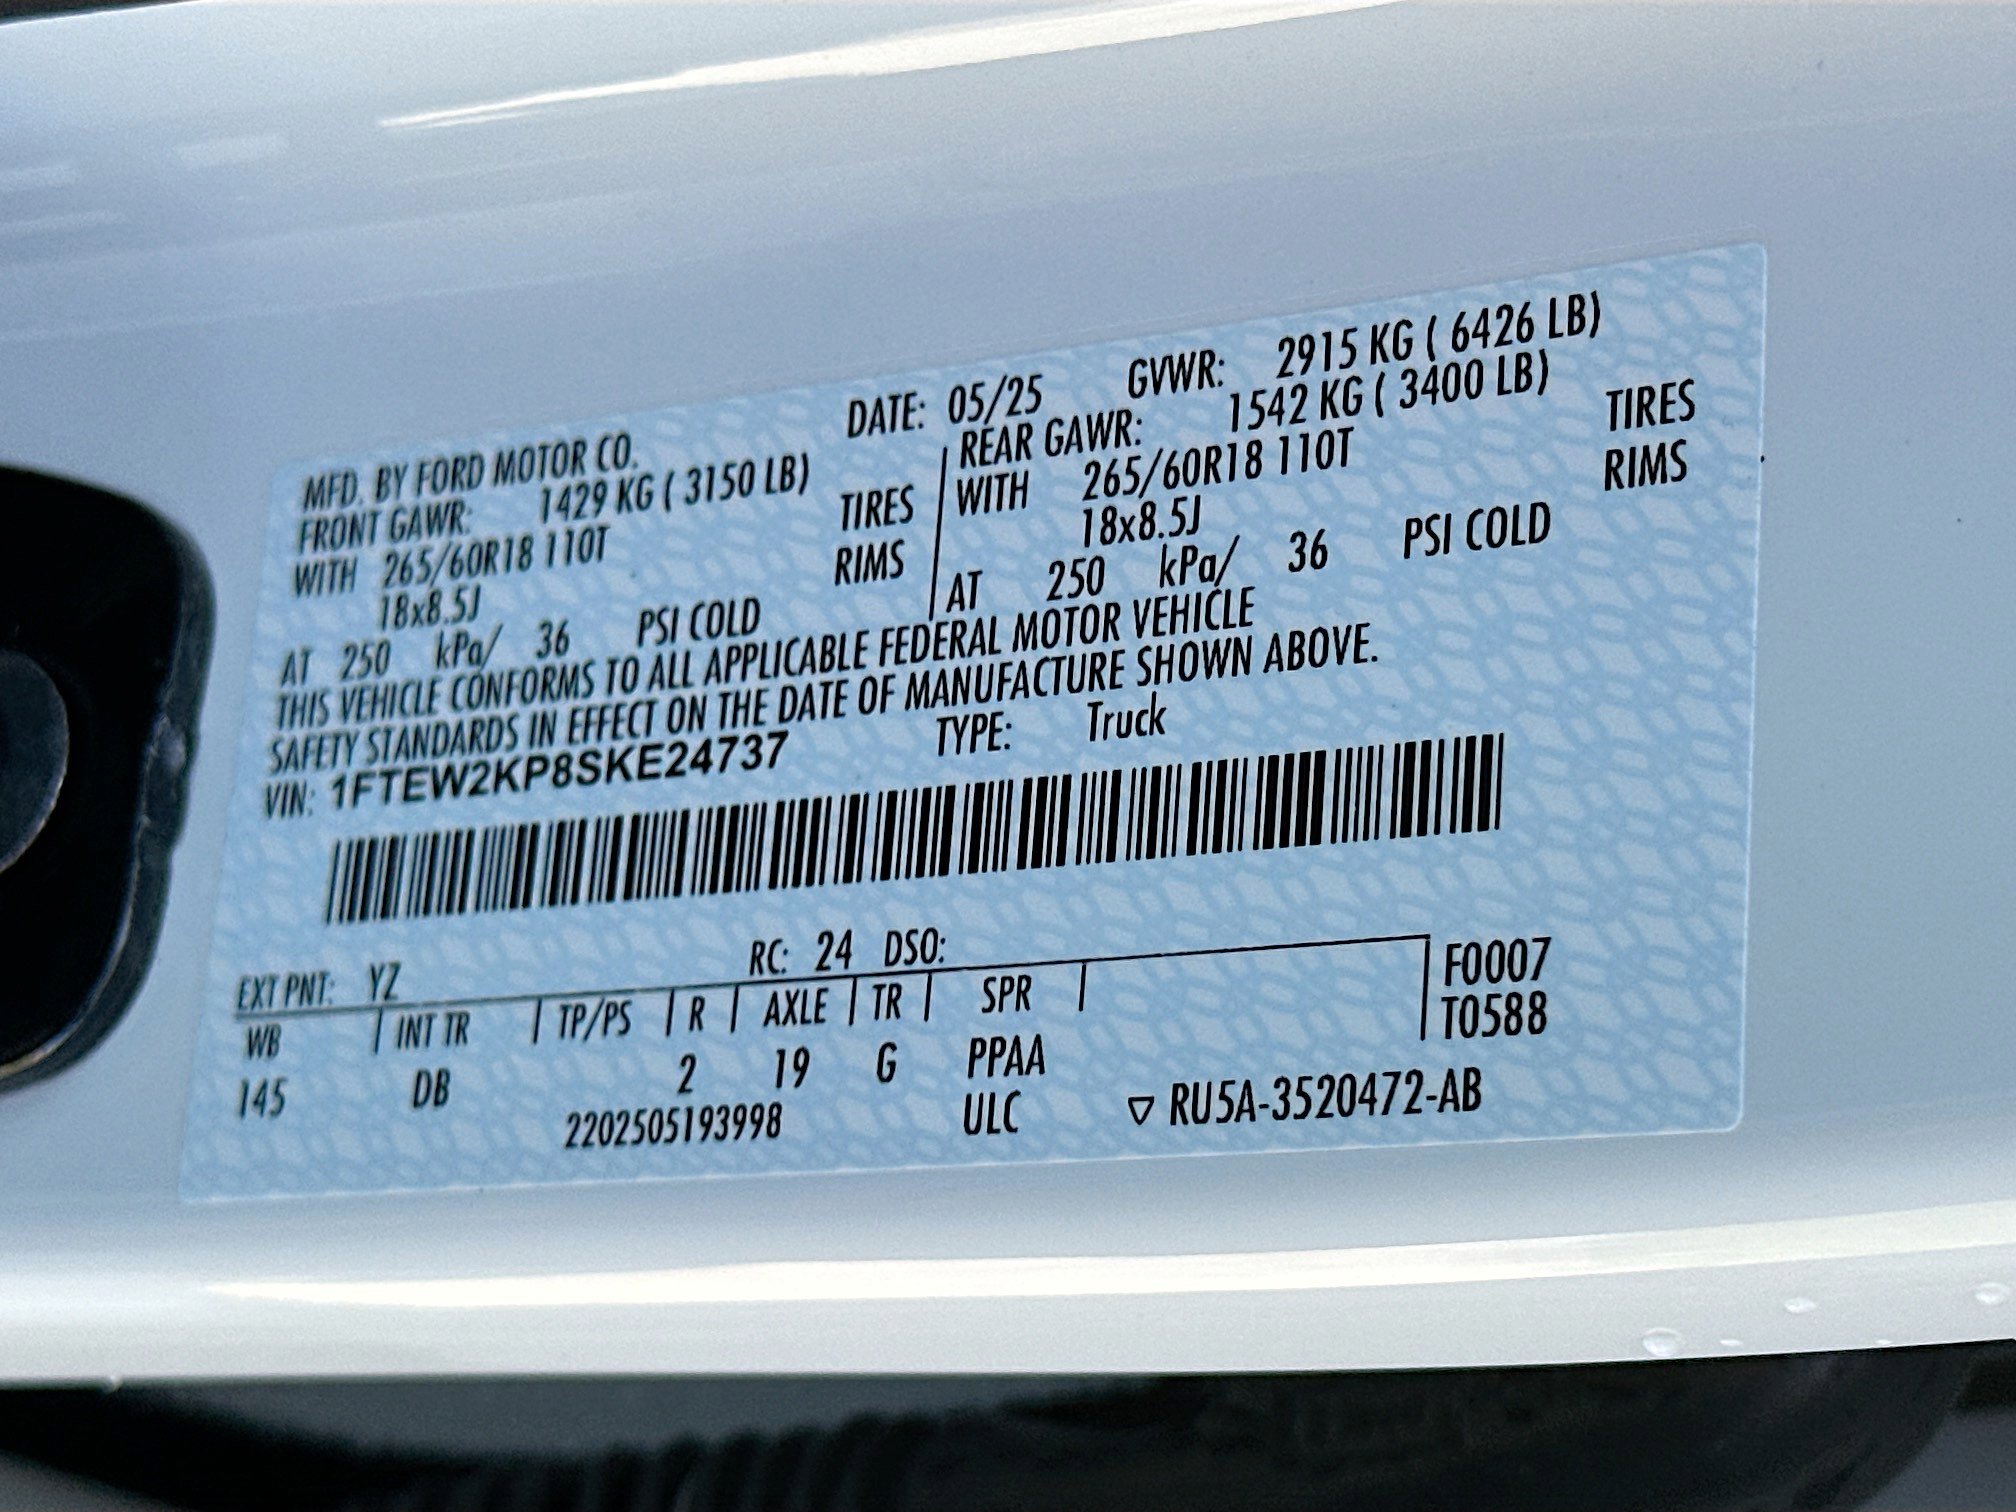 MFD. BY FORD MOTOR CO. DATE: 05/25 GVWR: 2915 KG ( 6426 LB)
FRONT GAWR: 1429 KG ( 3150 LB) REAR GAWR: 1542 KG ( 3400 LB)
WITH 265/60R18 110T TIRES WITH 265/60R18 110T TIRES
18x8.5J RIMS 18x8.5J RIMS
AT 250 kPa/ 36 PSI COLD AT 250 kPa/ 36 PSI COLD
THIS VEHICLE CONFORMS TO ALL APPLICABLE FEDERAL MOTOR VEHICLE
SAFETY STANDARDS IN EFFECT ON THE DATE OF MANUFACTURE SHOWN ABOVE.
VIN: 1FTEW2KP8SKE24737 TYPE: Truck
EXT PNT: YZ RC: 24 DSO: F0007
WB INT TR TP/PS R AXLE TR SPR T0588
145 DB 2 19 G PPAA
2202505193998 ULC ▽ RU5A-3520472-AB